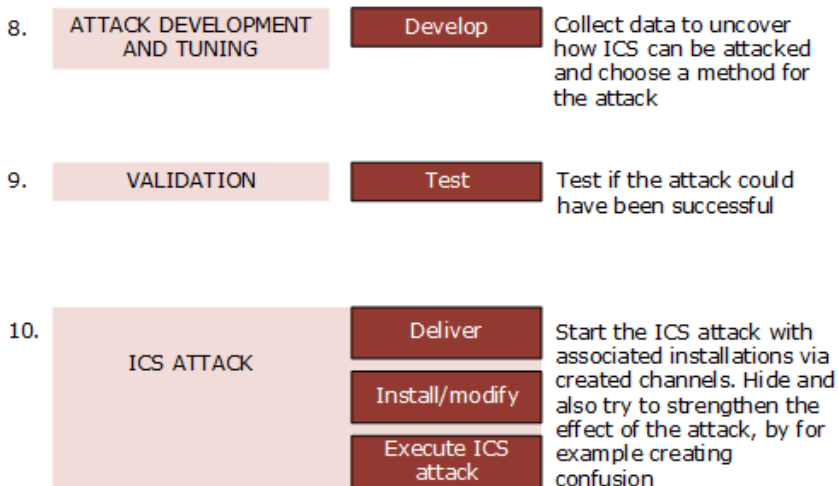 8.
ATTACK DEVELOPMENT
AND TUNING
Develop
Collect data to uncover
how ICS can be attacked
and choose a method for
the attack
9.
VALIDATION
Test
Test if the attack could
have been successful
10.
ICS ATTACK
Deliver
Install/modify
Execute ICS
attack
Start the ICS attack with
associated installations via
created channels. Hide and
also try to strengthen the
effect of the attack, by for
example creating
confusion